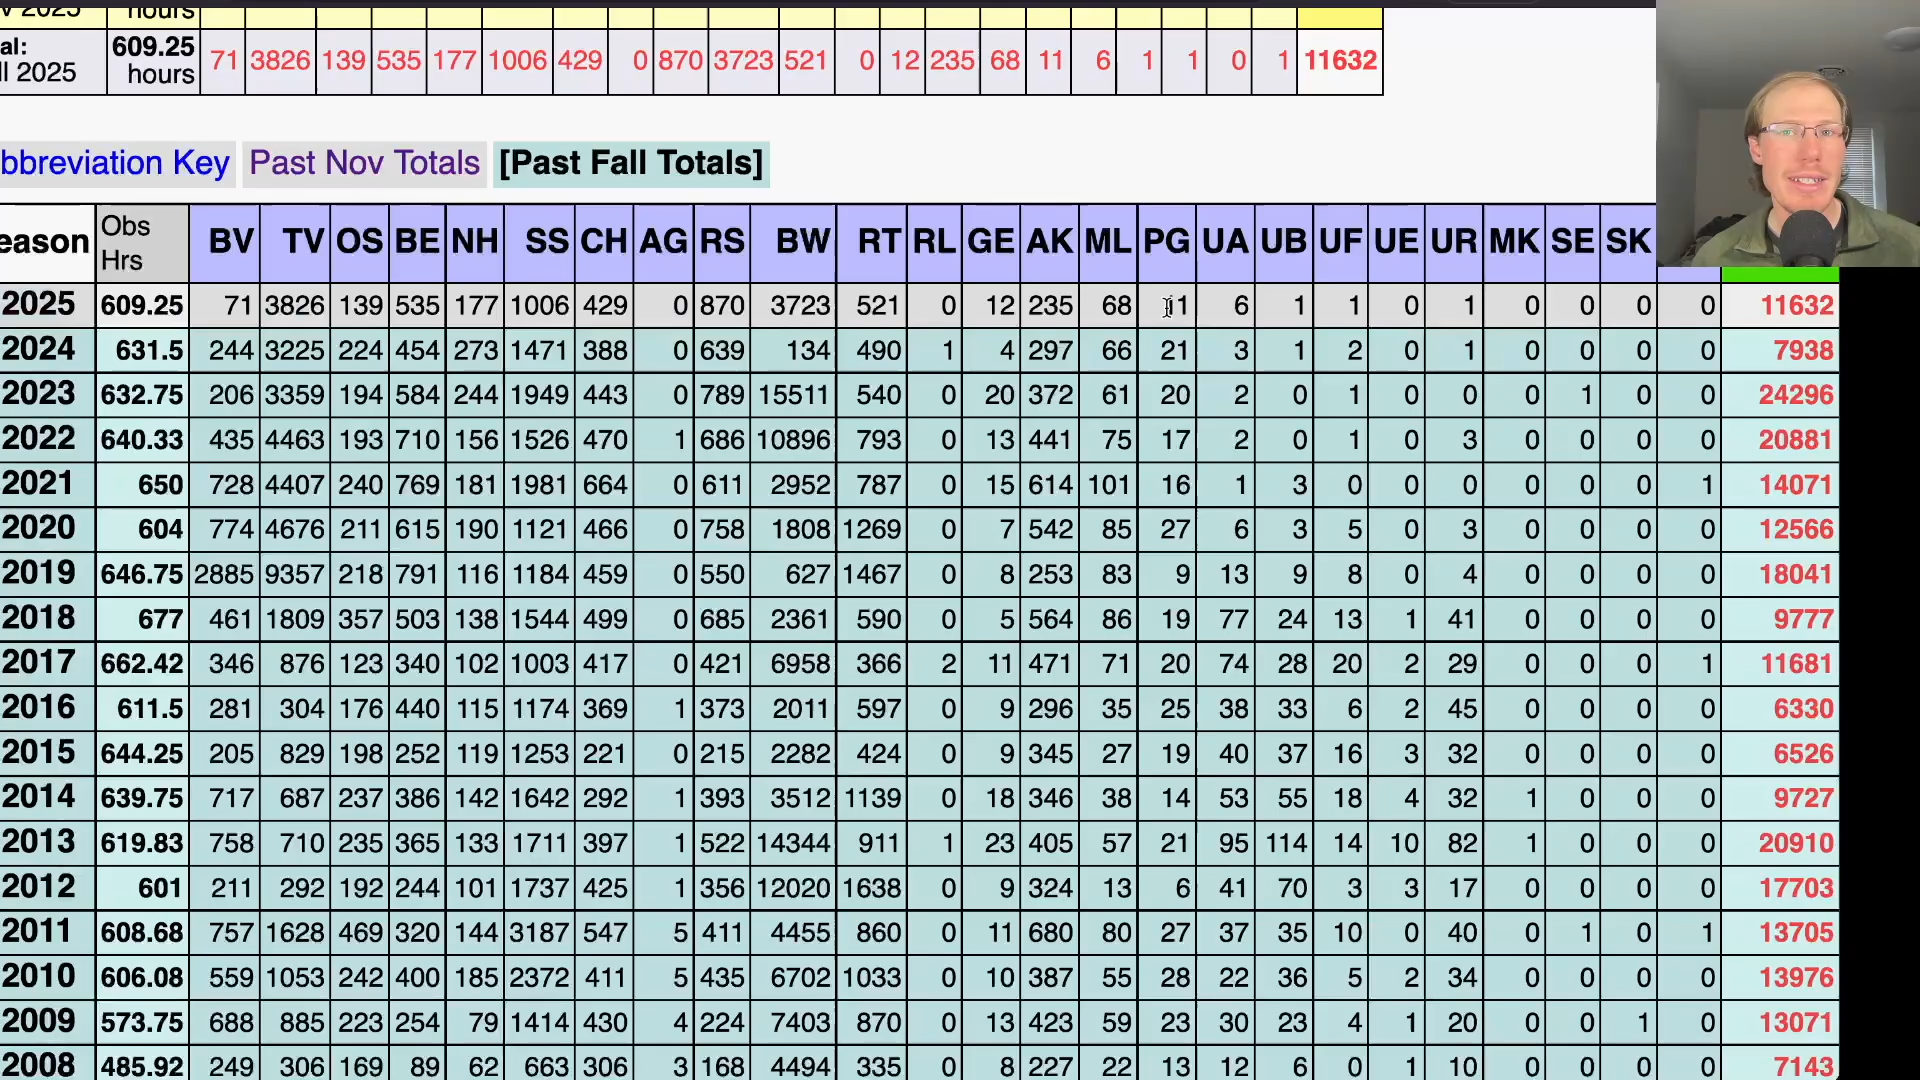 hours
al: 609.25 71 3826 139 535 177 1006 429 0 870 3723 521 0 12 235 68 11 6 1 1 0 1 11632
ll 2025 hours
bbreviation Key Past Nov Totals [Past Fall Totals]
eason Obs Hrs BV TV OS BE NH SS CH AG RS BW RT RL GE AK ML PG UA UB UF UE UR MK SE SK
2025 609.25 71 3826 139 535 177 1006 429 0 870 3723 521 0 12 235 68 11 6 1 1 0 1 0 0 0 0 11632
2024 631.5 244 3225 224 454 273 1471 388 0 639 134 490 1 4 297 66 21 3 1 2 0 1 0 0 0 0 7938
2023 632.75 206 3359 194 584 244 1949 443 0 789 15511 540 0 20 372 61 20 2 0 1 0 0 0 1 0 0 24296
2022 640.33 435 4463 193 710 156 1526 470 1 686 10896 793 0 13 441 75 17 2 0 1 0 3 0 0 0 0 20881
2021 650 728 4407 240 769 181 1981 664 0 611 2952 787 0 15 614 101 16 1 3 0 0 0 0 0 0 1 14071
2020 604 774 4676 211 615 190 1121 466 0 758 1808 1269 0 7 542 85 27 6 3 5 0 3 0 0 0 0 12566
2019 646.75 2885 9357 218 791 116 1184 459 0 550 627 1467 0 8 253 83 9 13 9 8 0 4 0 0 0 0 18041
2018 677 461 1809 357 503 138 1544 499 0 685 2361 590 0 5 564 86 19 77 24 13 1 41 0 0 0 0 9777
2017 662.42 346 876 123 340 102 1003 417 0 421 6958 366 2 11 471 71 20 74 28 20 2 29 0 0 0 1 11681
2016 611.5 281 304 176 440 115 1174 369 1 373 2011 597 0 9 296 35 25 38 33 6 2 45 0 0 0 0 6330
2015 644.25 205 829 198 252 119 1253 221 0 215 2282 424 0 9 345 27 19 40 37 16 3 32 0 0 0 0 6526
2014 639.75 717 687 237 386 142 1642 292 1 393 3512 1139 0 18 346 38 14 53 55 18 4 32 1 0 0 0 9727
2013 619.83 758 710 235 365 133 1711 397 1 522 14344 911 1 23 405 57 21 95 114 14 10 82 1 0 0 0 20910
2012 601 211 292 192 244 101 1737 425 1 356 12020 1638 0 9 324 13 6 41 70 3 3 17 0 0 0 0 17703
2011 608.68 757 1628 469 320 144 3187 547 5 411 4455 860 0 11 680 80 27 37 35 10 0 40 0 1 0 1 13705
2010 606.08 559 1053 242 400 185 2372 411 5 435 6702 1033 0 10 387 55 28 22 36 5 2 34 0 0 0 0 13976
2009 573.75 688 885 223 254 79 1414 430 4 224 7403 870 0 13 423 59 23 30 23 4 1 20 0 0 1 0 13071
2008 485.92 249 306 169 89 62 663 306 3 168 4494 335 0 8 227 22 13 12 6 0 1 10 0 0 0 0 7143